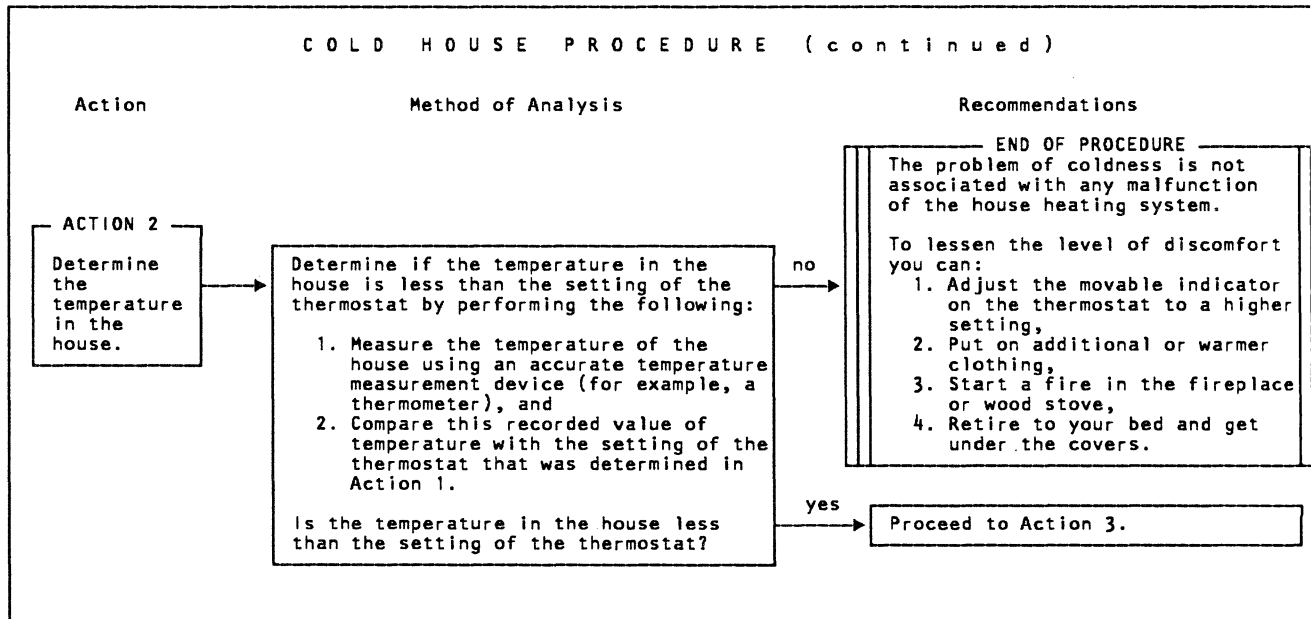 COLD HOUSE PROCEDURE (continued)
Action
Method of Analysis
Recommendations
ACTION 2
Determine
the
temperature
in the
house.
Determine if the temperature in the
house is less than the setting of the
thermostat by performing the following:
1. Measure the temperature of the
house using an accurate temperature
measurement device (for example, a
thermometer), and
2. Compare this recorded value of
temperature with the setting of the
thermostat that was determined in
Action 1.
Is the temperature in the house less
than the setting of the thermostat?
no
END OF PROCEDURE
The problem of coldness is not
associated with any malfunction
of the house heating system.
To lessen the level of discomfort
you can:
1. Adjust the movable indicator
on the thermostat to a higher
setting,
2. Put on additional or warmer
clothing,
3. Start a fire in the fireplace
or wood stove,
4. Retire to your bed and get
under the covers.
yes
Proceed to Action 3.